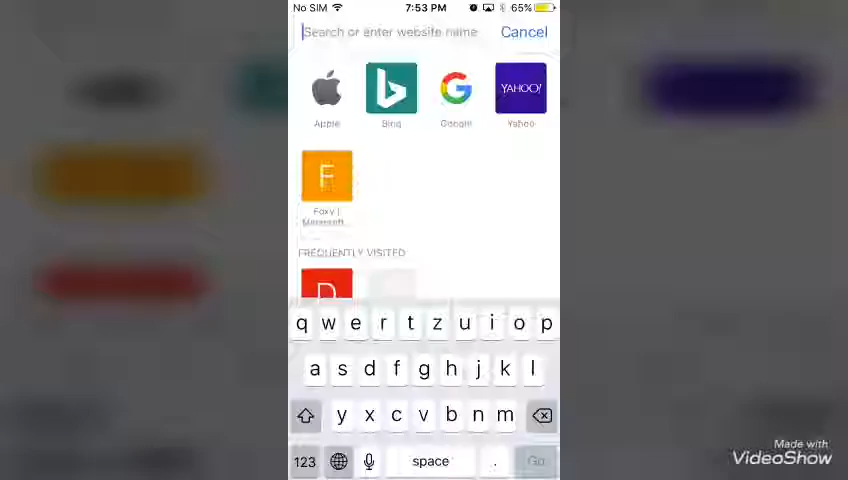 No SIM 7:53 PM 65%
Search or enter website name Cancel
YAHOO!
Apple Bing Google Yahoo
F
Foxy |
Microsoft...
FREQUENTLY VISITED
D
q w e r t z u i o p
a s d f g h j k l
y x c v b n m
123 space . Go
Made with
VideoShow